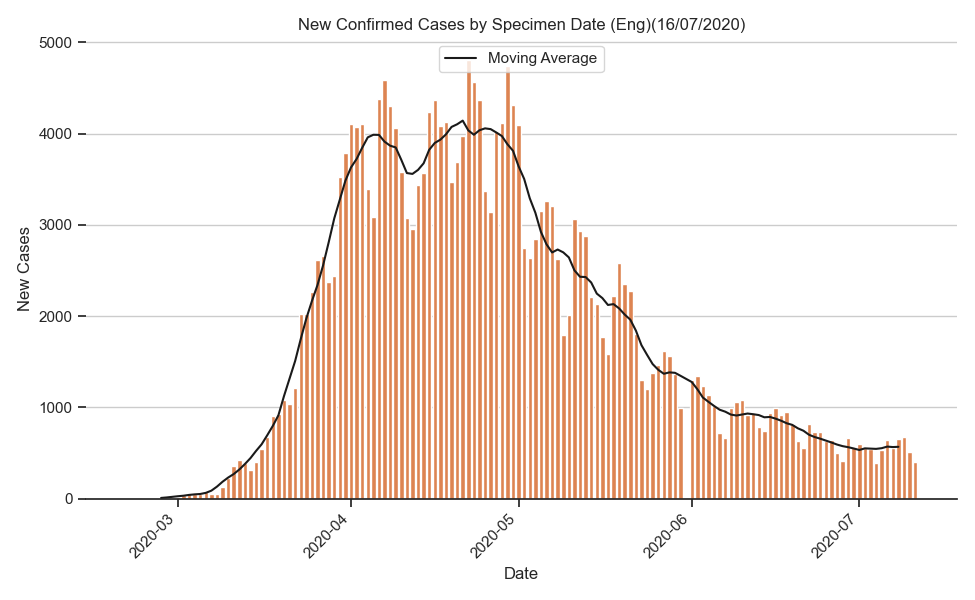 New Confirmed Cases by Specimen Date (Eng)(16/07/2020)
Moving Average
New Cases
5000
4000
3000
2000
1000
0
2020-03
2020-04
2020-05
2020-06
2020-07
Date